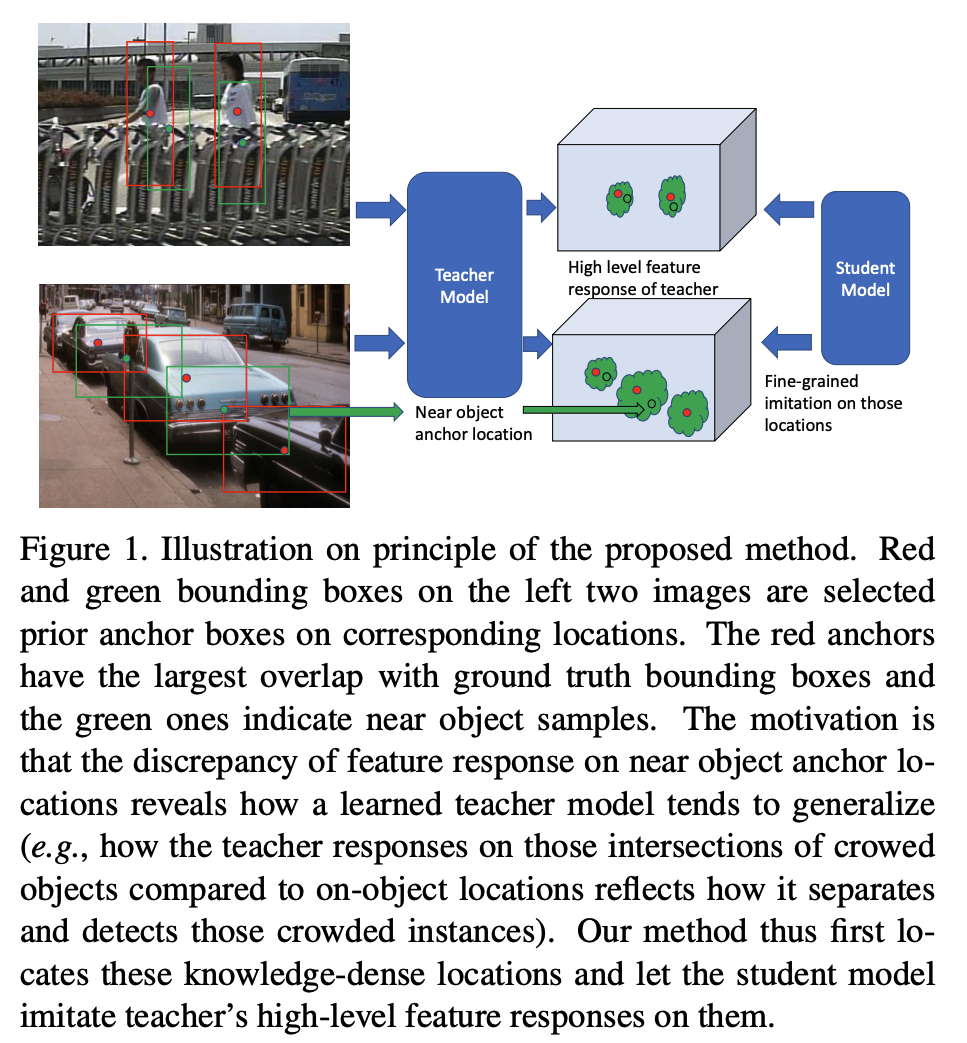 Teacher
Model
High level feature
response of teacher
Student
Model
Near object
anchor location
Fine-grained
imitation on those
locations
Figure 1. Illustration on principle of the proposed method. Red
and green bounding boxes on the left two images are selected
prior anchor boxes on corresponding locations. The red anchors
have the largest overlap with ground truth bounding boxes and
the green ones indicate near object samples. The motivation is
that the discrepancy of feature response on near object anchor lo-
cations reveals how a learned teacher model tends to generalize
(e.g., how the teacher responses on those intersections of crowed
objects compared to on-object locations reflects how it separates
and detects those crowded instances). Our method thus first lo-
cates these knowledge-dense locations and let the student model
imitate teacher's high-level feature responses on them.